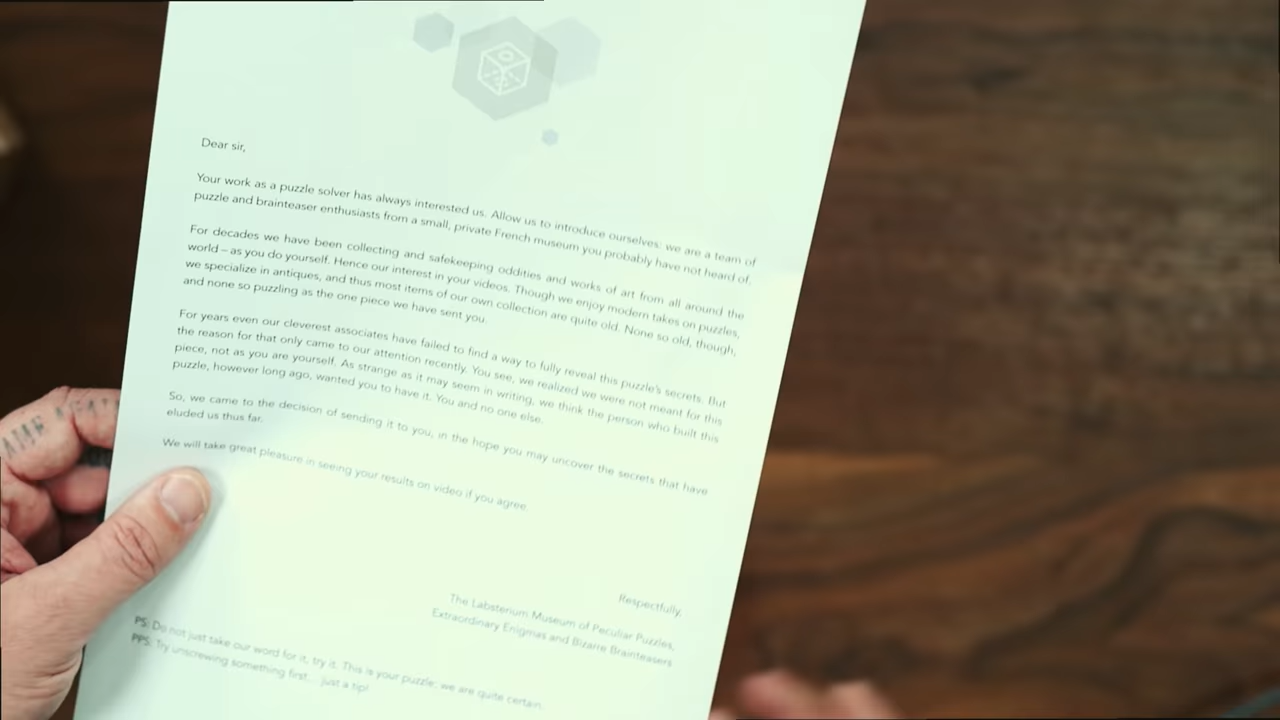 Dear sir,
Your work as a puzzle solver has always interested us. Allow us to introduce ourselves: we are a team of
puzzle and brainteaser enthusiasts from a small, private French museum you probably have not heard of.
For decades we have been collecting and safekeeping oddities and works of art from all around the
world – as you do yourself. Hence our interest in your videos. Though we enjoy modern takes on puzzles,
we specialize in antiques, and thus most items of our own collection are quite old. None so old, though,
and none so puzzling as the one piece we have sent you.
For years even our cleverest associates have failed to find a way to fully reveal this puzzle's secrets. But
the reason for that only came to our attention recently. You see, we realized we were not meant for this
piece, not as you are yourself. As strange as it may seem in writing, we think the person who built this
puzzle, however long ago, wanted you to have it. You and no one else.
So, we came to the decision of sending it to you, in the hope you may uncover the secrets that have
eluded us thus far.
We will take great pleasure in seeing your results on video if you agree.
Respectfully,
The Labsterium Museum of Peculiar Puzzles,
Extraordinary Enigmas and Bizarre Brainteasers
PS: Do not just take our word for it, try it. This is your puzzle; we are quite certain.
PPS: Try unscrewing something first... just a tip!